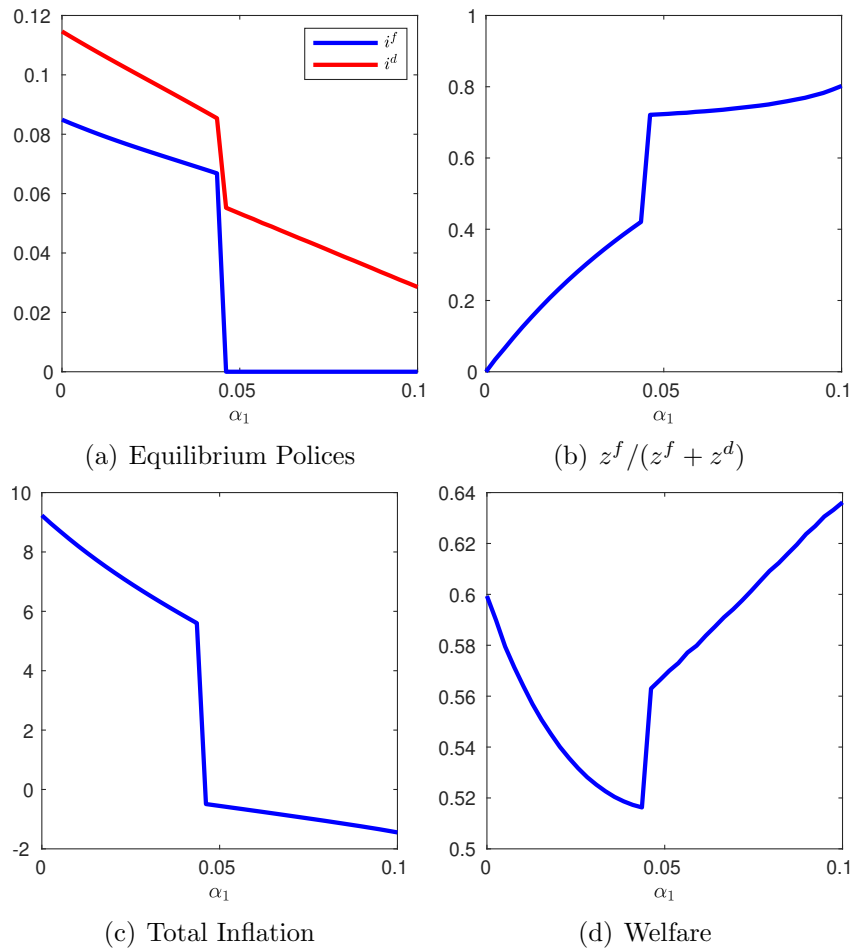 0.12
0.1
0.08
0.06
0.04
0.02
0
0 0.05 0.1
α₁
i^f
i^d
(a) Equilibrium Polices
1
0.8
0.6
0.4
0.2
0
0 0.05 0.1
α₁
(b) z^f/(z^f + z^d)
10
8
6
4
2
0
-2
0 0.05 0.1
α₁
(c) Total Inflation
0.64
0.62
0.6
0.58
0.56
0.54
0.52
0.5
0 0.05 0.1
α₁
(d) Welfare